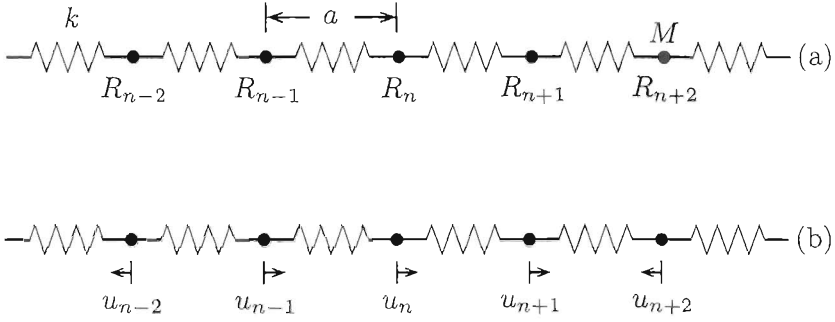 k a M (a)
R_{n-2} R_{n-1} R_n R_{n+1} R_{n+2}
(b)
u_{n-2} u_{n-1} u_n u_{n+1} u_{n+2}